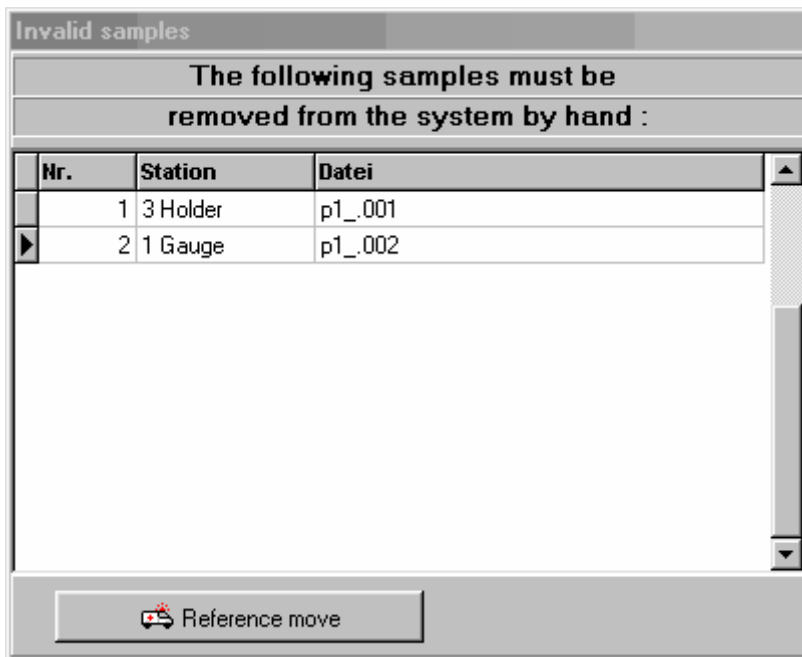 Invalid samples
The following samples must be
removed from the system by hand :
Nr. Station Datei
1 3 Holder p1_.001
2 1 Gauge p1_.002
Reference move